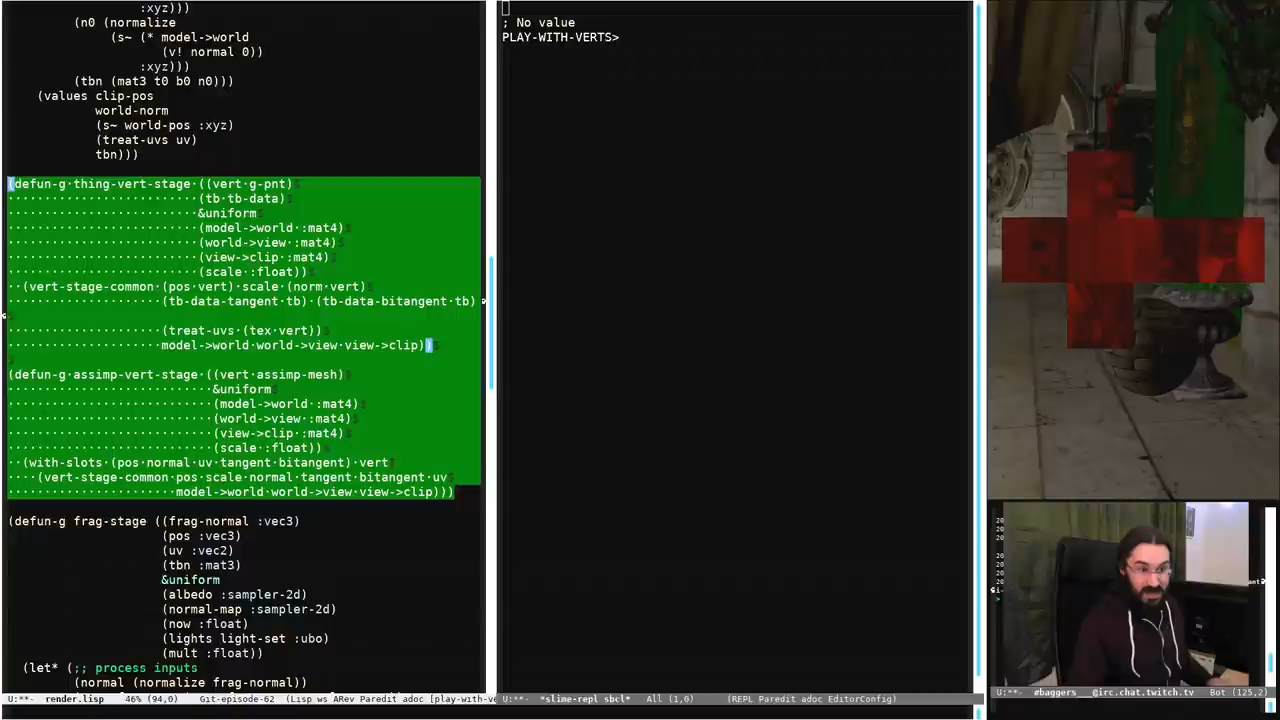 :xyz)))
(n0 (normalize
(s~ (* model->world
(v! normal 0))
:xyz)))
(tbn (mat3 t0 b0 n0)))
(values clip-pos
world-norm
(s~ world-pos :xyz)
(treat-uvs uv)
tbn)))
(defun-g·thing-vert-stage·((vert·g-pnt)
(tb·tb-data)
&uniform
(model->world·:mat4)
(world->view·:mat4)
(view->clip·:mat4)
(scale·:float))
··(vert-stage-common·(pos·vert)·scale·(norm·vert)
(tb-data-tangent·tb)·(tb-data-bitangent·tb)
(treat-uvs·(tex·vert))
model->world·world->view·view->clip))
(defun-g·assimp-vert-stage·((vert·assimp-mesh)
&uniform
(model->world·:mat4)
(world->view·:mat4)
(view->clip·:mat4)
(scale·:float))
··(with-slots·(pos·normal·uv·tangent·bitangent)·vert
····(vert-stage-common·pos·scale·normal·tangent·bitangent·uv
model->world·world->view·view->clip)))
(defun-g frag-stage ((frag-normal :vec3)
(pos :vec3)
(uv :vec2)
(tbn :mat3)
&uniform
(albedo :sampler-2d)
(normal-map :sampler-2d)
(now :float)
(lights light-set :ubo)
(mult :float))
(let* (;; process inputs
(normal (normalize frag-normal)
U:**- render.lisp 46% (94,0) Git-episode-62 (Lisp ws ARev Paredit adoc [play-with-ve
; No value
PLAY-WITH-VERTS>
U:**- *slime-repl sbcl* All (1,0) (REPL Paredit adoc EditorConfig)
U:**- #baggers @irc.chat.twitch.tv Bot (125,2)